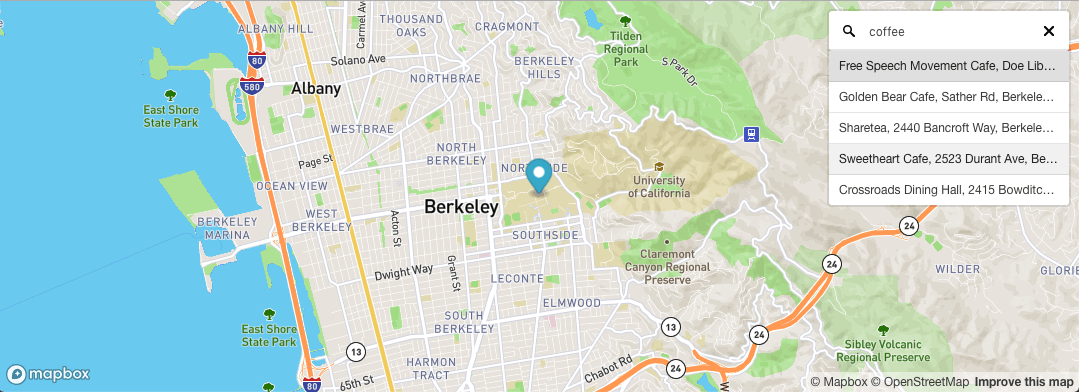 coffee
Free Speech Movement Cafe, Doe Lib...
Golden Bear Cafe, Sather Rd, Berkele...
Sharetea, 2440 Bancroft Way, Berkele...
Sweetheart Cafe, 2523 Durant Ave, Be...
Crossroads Dining Hall, 2415 Bowditc...
THOUSAND
OAKS
CRAGMONT
ALBANY HILL
Carmel Av
Solano Ave
Tilden
Regional
Park
S Park Dr
BERKELEY
HILLS
80
580
Albany
NORTHBRAE
East Shore
State Park
WESTBRAE
Page St
NORTH
BERKELEY
OCEAN VIEW
University
of California
Berkeley
WEST
BERKELEY
BERKELEY
MARINA
Acton St
SOUTHSIDE
24
Claremont
Canyon Regional
Preserve
24
WILDER
GLORIE
Dwight Way
Grant St
LECONTE
ELMWOOD
SOUTH
BERKELEY
East Shore
State Park
13
13
24
Sibley Volcanic
Regional Preserve
HARMON
TRACT
Chabot Rd
24
65th St
80
mapbox
© Mapbox © OpenStreetMap Improve this map